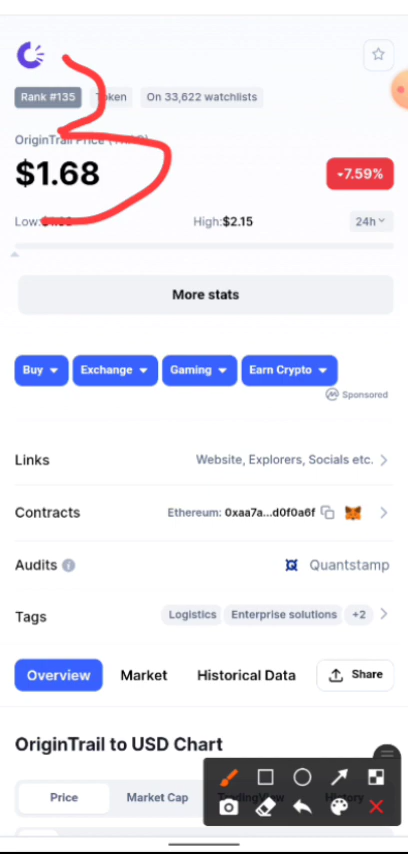 Rank #135 Token On 33,622 watchlists
OriginTrail Price
$1.68 7.59%
Low: High:$2.15 24h
More stats
Buy Exchange Gaming Earn Crypto
Sponsored
Links Website, Explorers, Socials etc.
Contracts Ethereum: 0xaa7a...d0f0a6f
Audits Quantstamp
Tags Logistics Enterprise solutions +2
Overview Market Historical Data Share
OriginTrail to USD Chart
Price Market Cap TradingView History